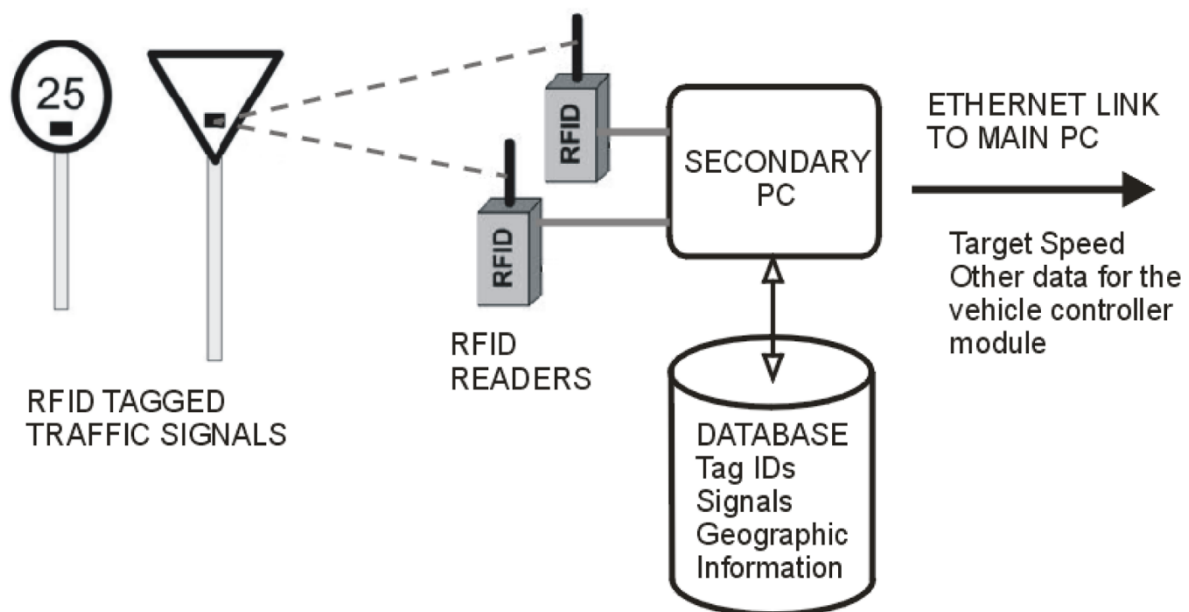 25
RFID TAGGED
TRAFFIC SIGNALS
RFID
RFID
RFID
READERS
SECONDARY
PC
DATABASE
Tag IDs
Signals
Geographic
Information
ETHERNET LINK
TO MAIN PC
Target Speed
Other data for the
vehicle controller
module